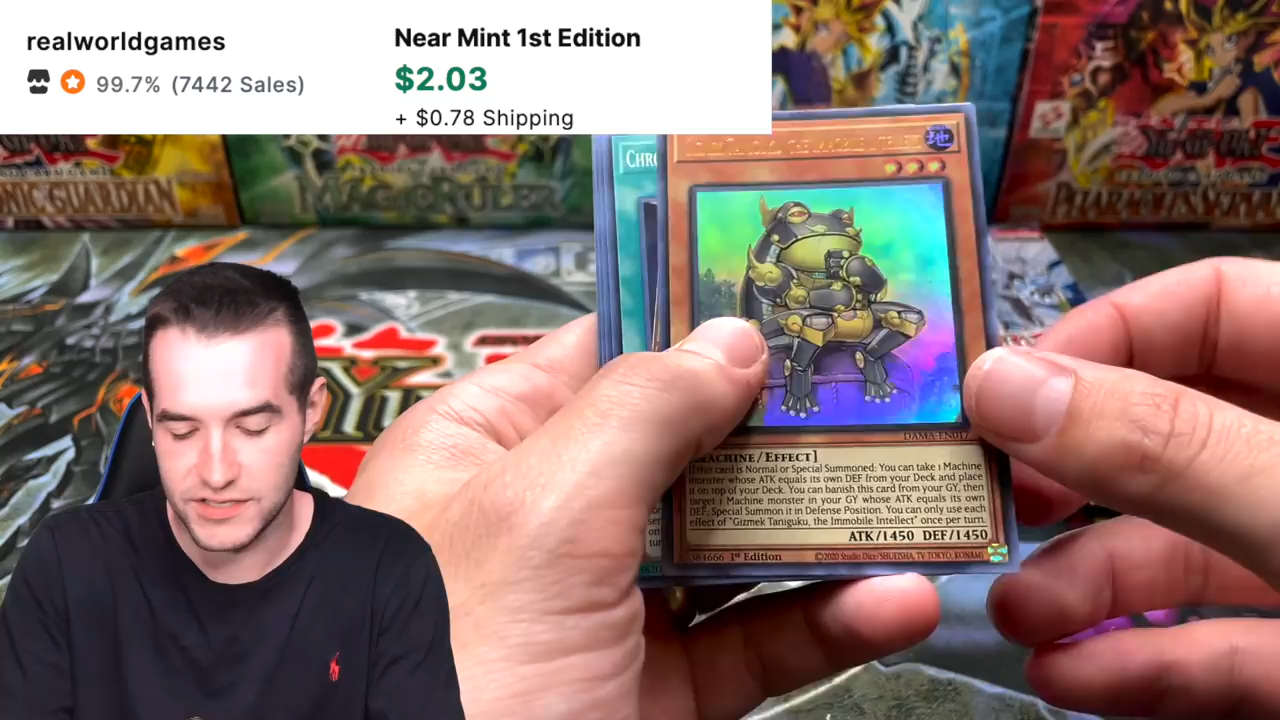 realworldgames
99.7% (7442 Sales)
Near Mint 1st Edition
$2.03
+ $0.78 Shipping
MAGIC RULER
PHARAOH'S
CHRO
地
DAMA-EN017
[MACHINE/EFFECT]
If this card is Normal or Special Summoned: You can take 1 Machine
monster whose ATK equals its own DEF from your Deck and place
it on top of your Deck. You can banish this card from your GY, then
target 1 Machine monster in your GY whose ATK equals its own
DEF; Special Summon it in Defense Position. You can only use each
effect of "Gizmek Taniguku, the Immobile Intellect" once per turn.
ATK/1450 DEF/1450
384666 1st Edition
©2020 Studio Dice/SHUEISHA, TV TOKYO, KONAMI